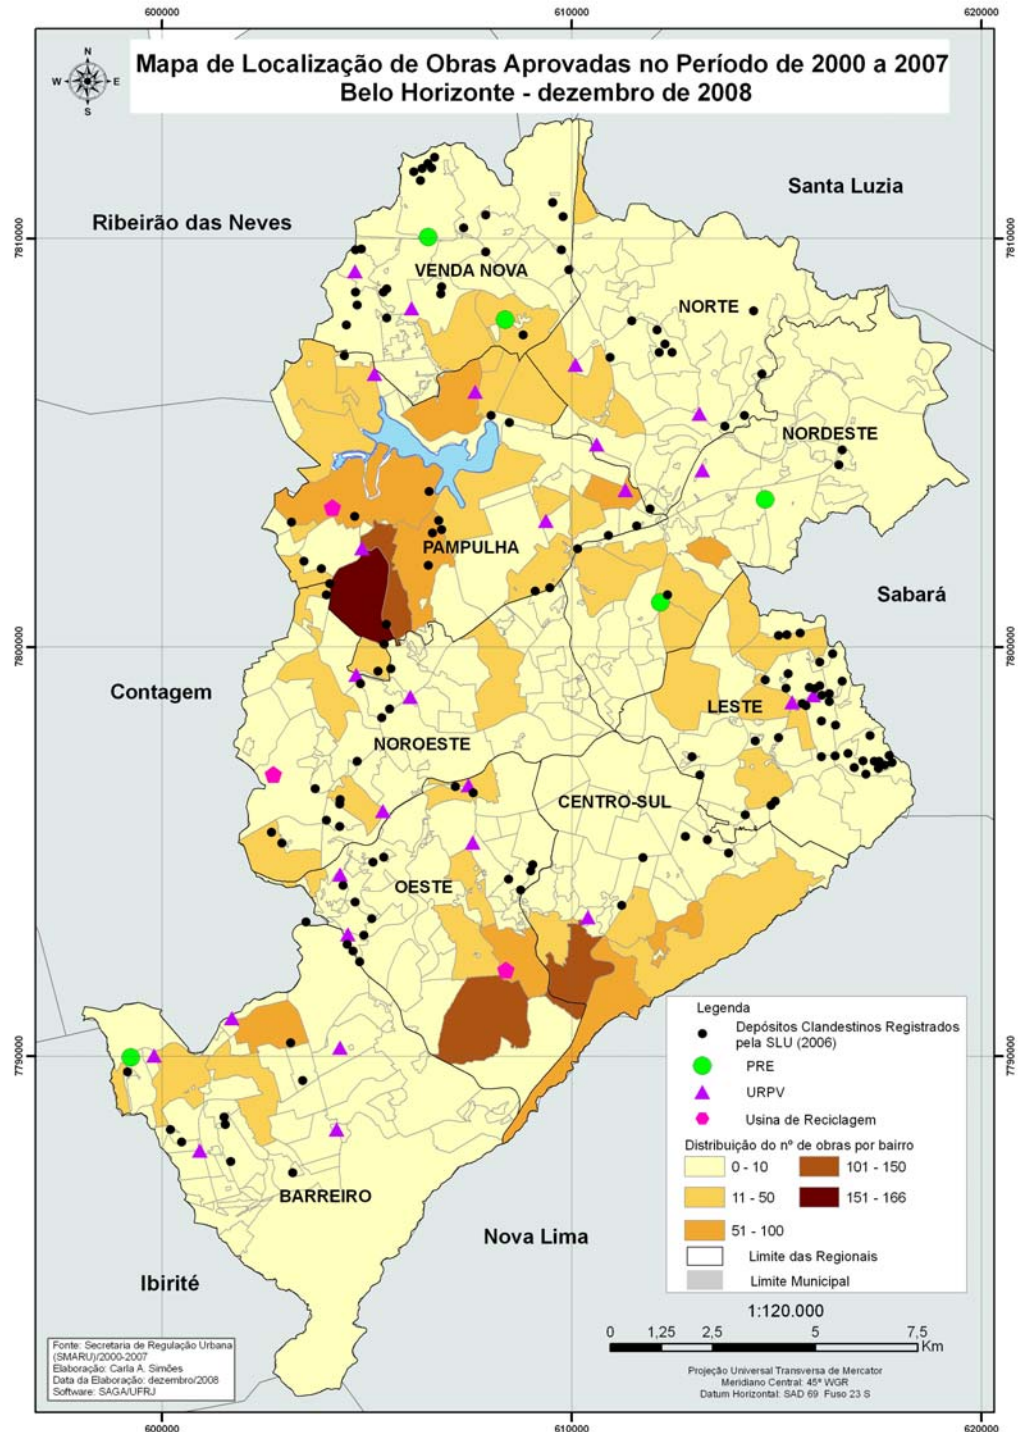 600000
610000
620000
N
W E
S
Mapa de Localização de Obras Aprovadas no Período de 2000 a 2007
Belo Horizonte - dezembro de 2008
Santa Luzia
Ribeirão das Neves
7810000
7810000
VENDA NOVA
NORTE
NORDESTE
PAMPULHA
Sabará
7800000
7800000
Contagem
LESTE
NOROESTE
CENTRO-SUL
OESTE
Legenda
Depósitos Clandestinos Registrados
pela SLU (2006)
7790000
7790000
PRE
URPV
Usina de Reciclagem
Distribuição do nº de obras por bairro
0 - 10
101 - 150
11 - 50
151 - 166
51 - 100
Limite das Regionais
Limite Municipal
BARREIRO
Nova Lima
Ibirité
1:120.000
0 1,25 2,5 5 7,5
Km
Fonte: Secretaria de Regulação Urbana
(SMARU)/2000-2007
Elaboração: Carla A. Simões
Data da Elaboração: dezembro/2008
Software: SAGA/UFRJ
Projeção Universal Transversa de Mercator
Meridiano Central: 45º WGR
Datum Horizontal: SAD 69 Fuso 23 S
600000
610000
620000